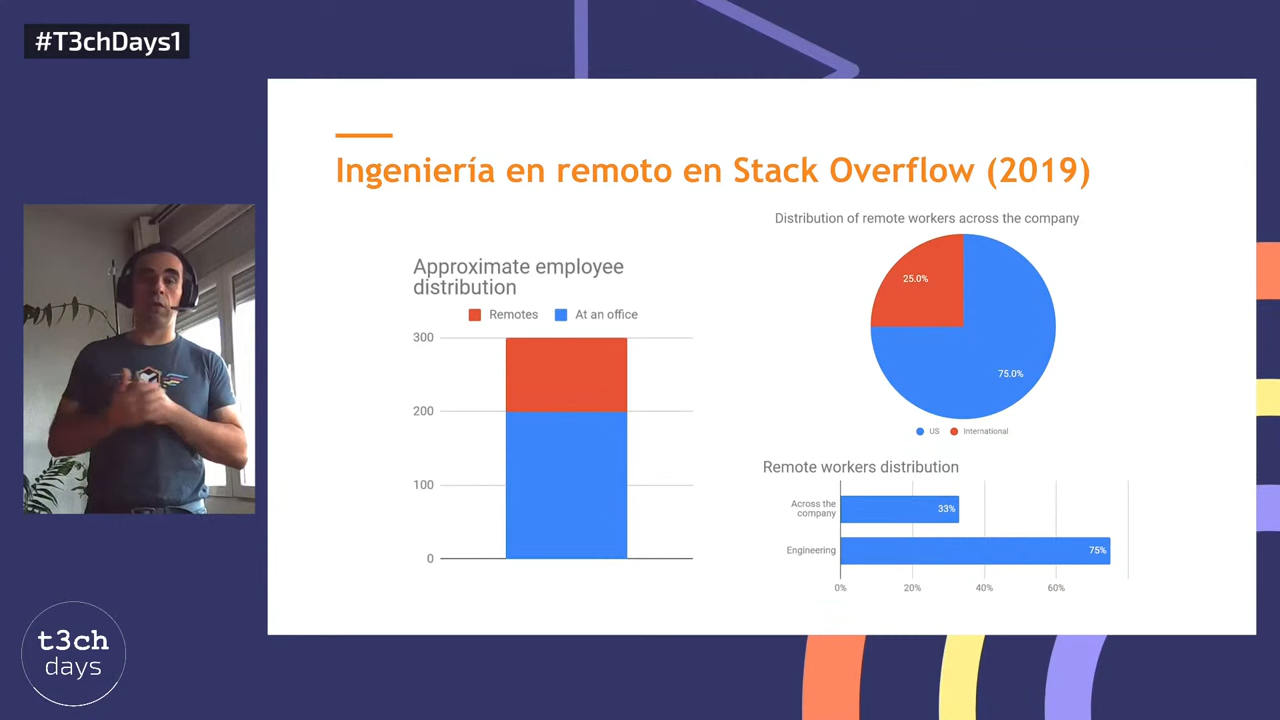 #T3chDays1
Ingeniería en remoto en Stack Overflow (2019)
Approximate employee
distribution
Remotes
At an office
300
200
100
0
Distribution of remote workers across the company
25.0%
75.0%
US
International
Remote workers distribution
Across the
company
33%
Engineering
75%
0%
20%
40%
60%
t3ch
days